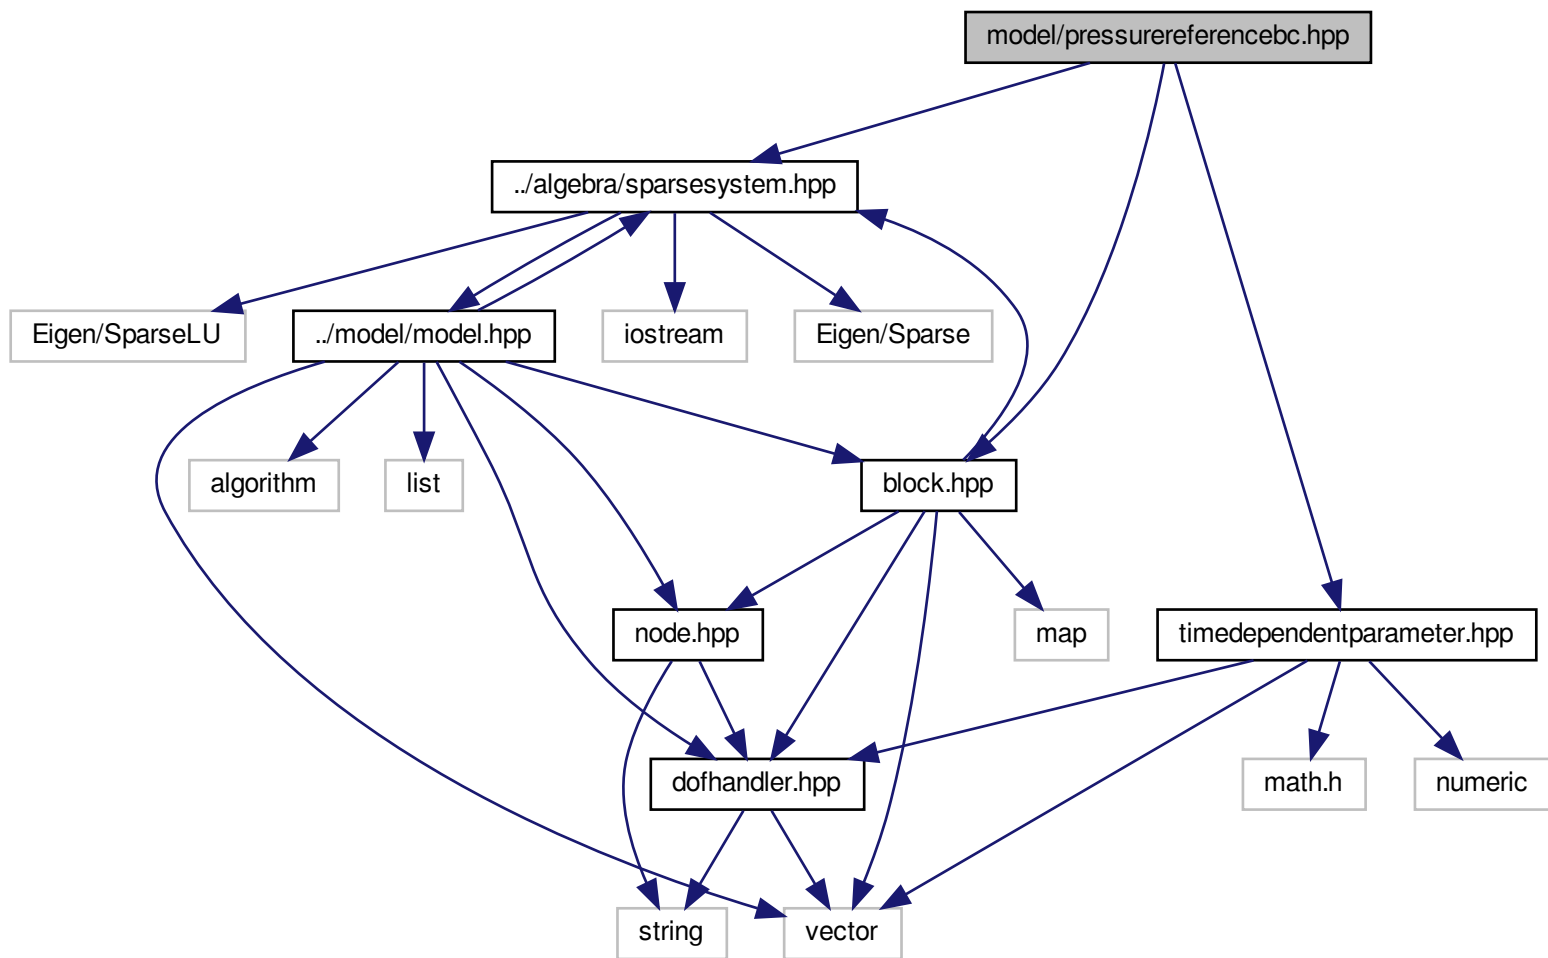 model/pressurereferencebc.hpp
../algebra/sparsesystem.hpp
Eigen/SparseLU
../model/model.hpp
iostream
Eigen/Sparse
algorithm
list
block.hpp
node.hpp
map
timedependentparameter.hpp
dofhandler.hpp
math.h
numeric
string
vector